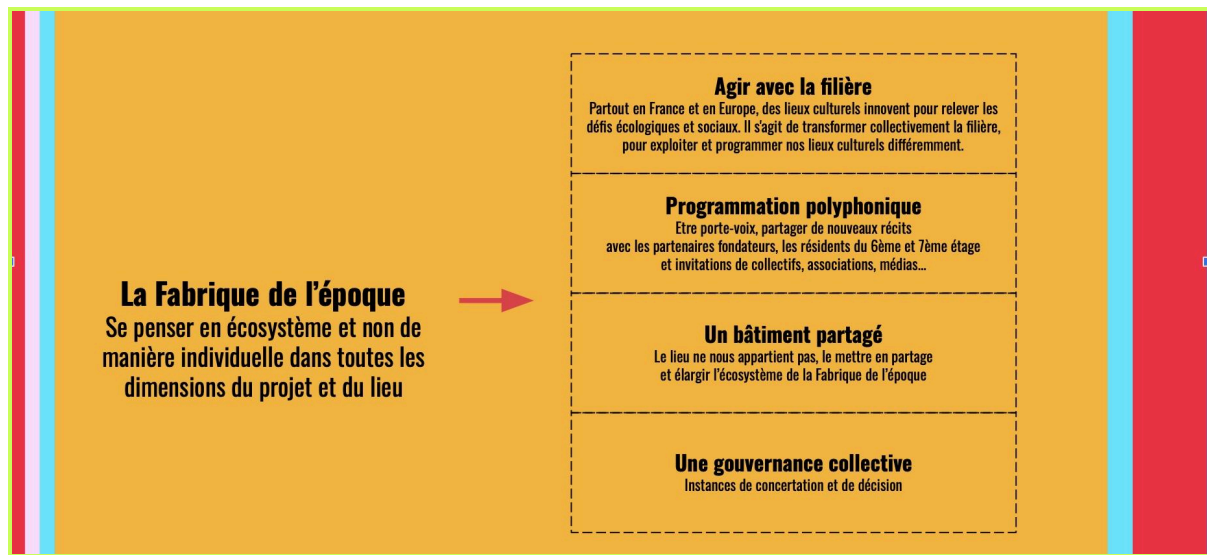 La Fabrique de l’époque
Se penser en écosystème et non de
manière individuelle dans toutes les
dimensions du projet et du lieu
Agir avec la filière
Partout en France et en Europe, des lieux culturels innovent pour relever les
défis écologiques et sociaux. Il s'agit de transformer collectivement la filière,
pour exploiter et programmer nos lieux culturels différemment.
Programmation polyphonique
Etre porte-voix, partager de nouveaux récits
avec les partenaires fondateurs, les résidents du 6ème et 7ème étage
et invitations de collectifs, associations, médias...
Un bâtiment partagé
Le lieu ne nous appartient pas, le mettre en partage
et élargir l’écosystème de la Fabrique de l’époque
Une gouvernance collective
Instances de concertation et de décision